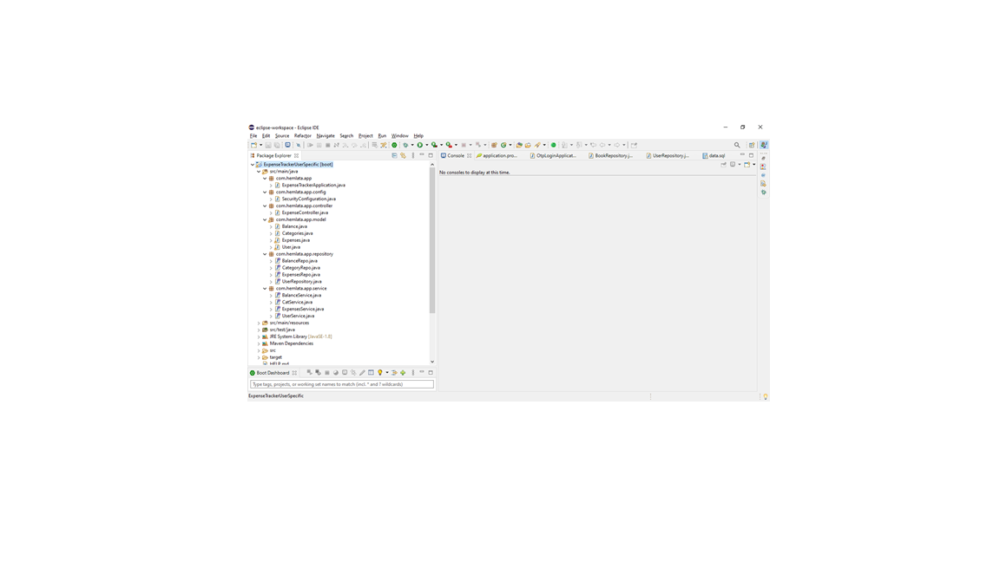 eclipse-workspace - Eclipse IDE
File Edit Source Refactor Navigate Search Project Run Window Help
Package Explorer
ExpenseTrackerUserSpecific [boot]
src/main/java
com.hemlata.app
ExpenseTrackerApplication.java
com.hemlata.app.config
SecurityConfiguration.java
com.hemlata.app.controller
ExpenseController.java
com.hemlata.app.model
Balance.java
Categories.java
Expenses.java
User.java
com.hemlata.app.repository
BalanceRepo.java
CategoryRepo.java
ExpensesRepo.java
UserRepository.java
com.hemlata.app.service
BalanceService.java
CatService.java
ExpensesService.java
UserService.java
src/main/resources
src/test/java
JRE System Library [JavaSE-1.8]
Maven Dependencies
src
target
HELP.md
Console application.pro... OtpLoginApplicat... BookRepository.j... UserRepository.j... data.sql
No consoles to display at this time.
Boot Dashboard
Type tags, projects, or working set names to match (incl. * and ? wildcards)
ExpenseTrackerUserSpecific